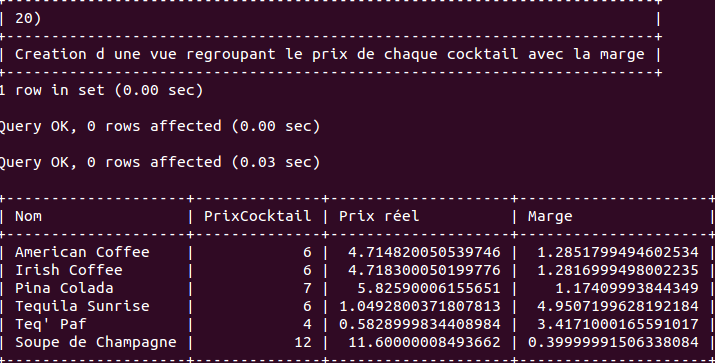 +-----------------------------------------------------------------------+
| 20)                                                                   |
+-----------------------------------------------------------------------+
| Creation d une vue regroupant le prix de chaque cocktail avec la marge |
+-----------------------------------------------------------------------+
1 row in set (0.00 sec)
Query OK, 0 rows affected (0.00 sec)
Query OK, 0 rows affected (0.03 sec)
+--------------------+--------------+--------------------+---------------------+
| Nom                | PrixCocktail | Prix réel          | Marge               |
+--------------------+--------------+--------------------+---------------------+
| American Coffee    |            6 |  4.714820050539746 |  1.2851799494602534 |
| Irish Coffee       |            6 |  4.718300050199776 |  1.2816999498002235 |
| Pina Colada        |            7 |   5.82590006155651 |    1.17409993844349 |
| Tequila Sunrise    |            6 | 1.0492800371807813 |  4.9507199628192184 |
| Teq' Paf           |            4 | 0.5828999834408984 |  3.4171000165591017 |
| Soupe de Champagne |           12 |  11.60000008493662 | 0.39999991506338084 |
+--------------------+--------------+--------------------+---------------------+